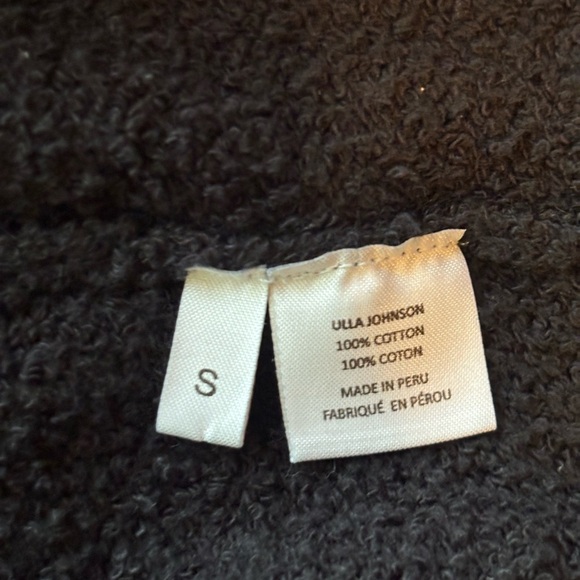 S
ULLA JOHNSON
100% COTTON
100% COTON
MADE IN PERU
FABRIQUÉ EN PÉROU